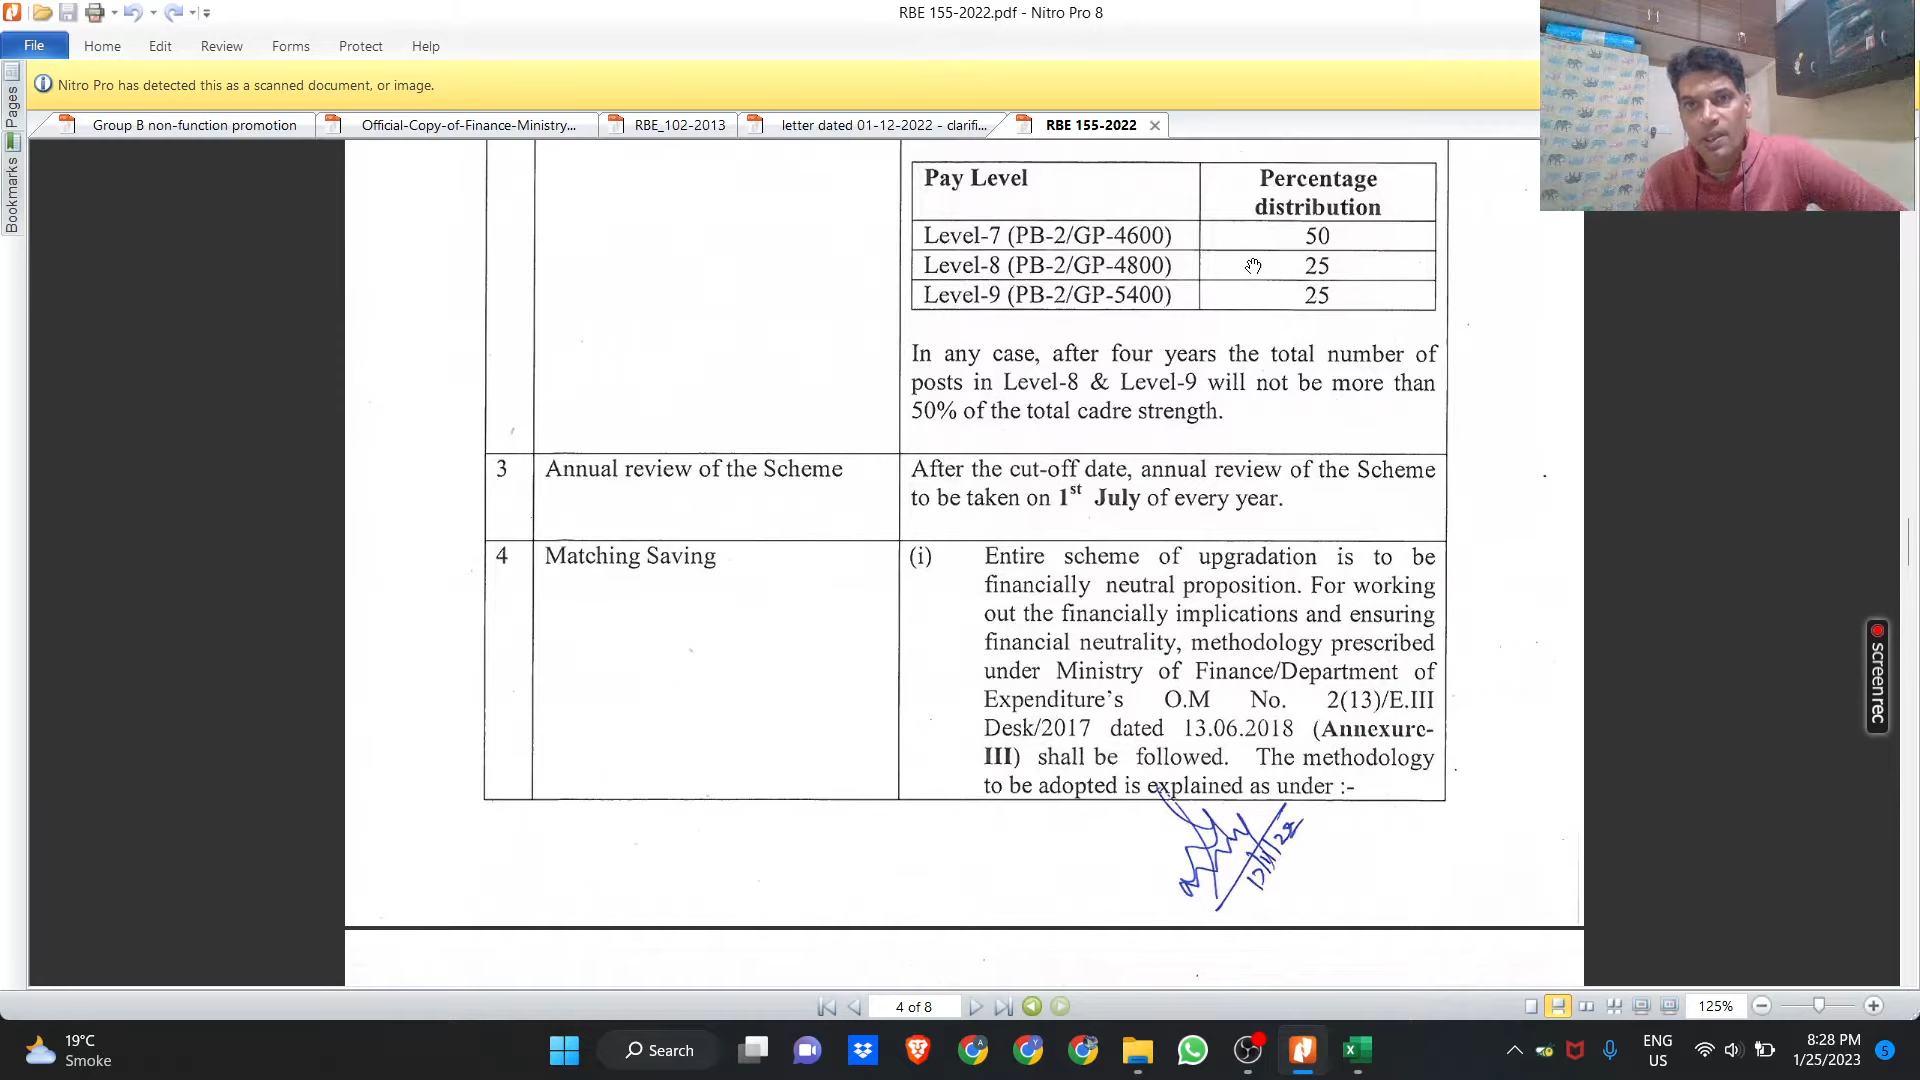 RBE 155-2022.pdf - Nitro Pro 8
File Home Edit Review Forms Protect Help
Nitro Pro has detected this as a scanned document, or image.
Pages
Bookmarks
Group B non-function promotion
Official-Copy-of-Finance-Ministry...
RBE_102-2013
letter dated 01-12-2022 - clarifi...
RBE 155-2022
Pay Level Percentage distribution
Level-7 (PB-2/GP-4600) 50
Level-8 (PB-2/GP-4800) 25
Level-9 (PB-2/GP-5400) 25
In any case, after four years the total number of
posts in Level-8 & Level-9 will not be more than
50% of the total cadre strength.
3 Annual review of the Scheme After the cut-off date, annual review of the Scheme
to be taken on 1st July of every year.
4 Matching Saving (i) Entire scheme of upgradation is to be
financially neutral proposition. For working
out the financially implications and ensuring
financial neutrality, methodology prescribed
under Ministry of Finance/Department of
Expenditure's O.M No. 2(13)/E.III
Desk/2017 dated 13.06.2018 (Annexure-
III) shall be followed. The methodology
to be adopted is explained as under :-
screenrec
4 of 8
125%
19°C
Smoke
Search
ENG
US
8:28 PM
1/25/2023
5